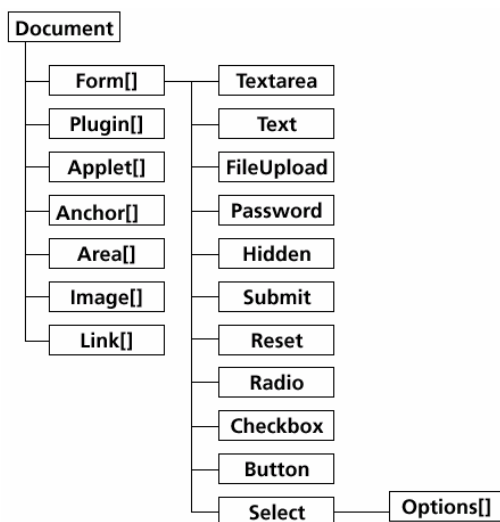 Document
Form[]
Textarea
Plugin[]
Text
Applet[]
FileUpload
Anchor[]
Password
Area[]
Hidden
Image[]
Submit
Link[]
Reset
Radio
Checkbox
Button
Select
Options[]